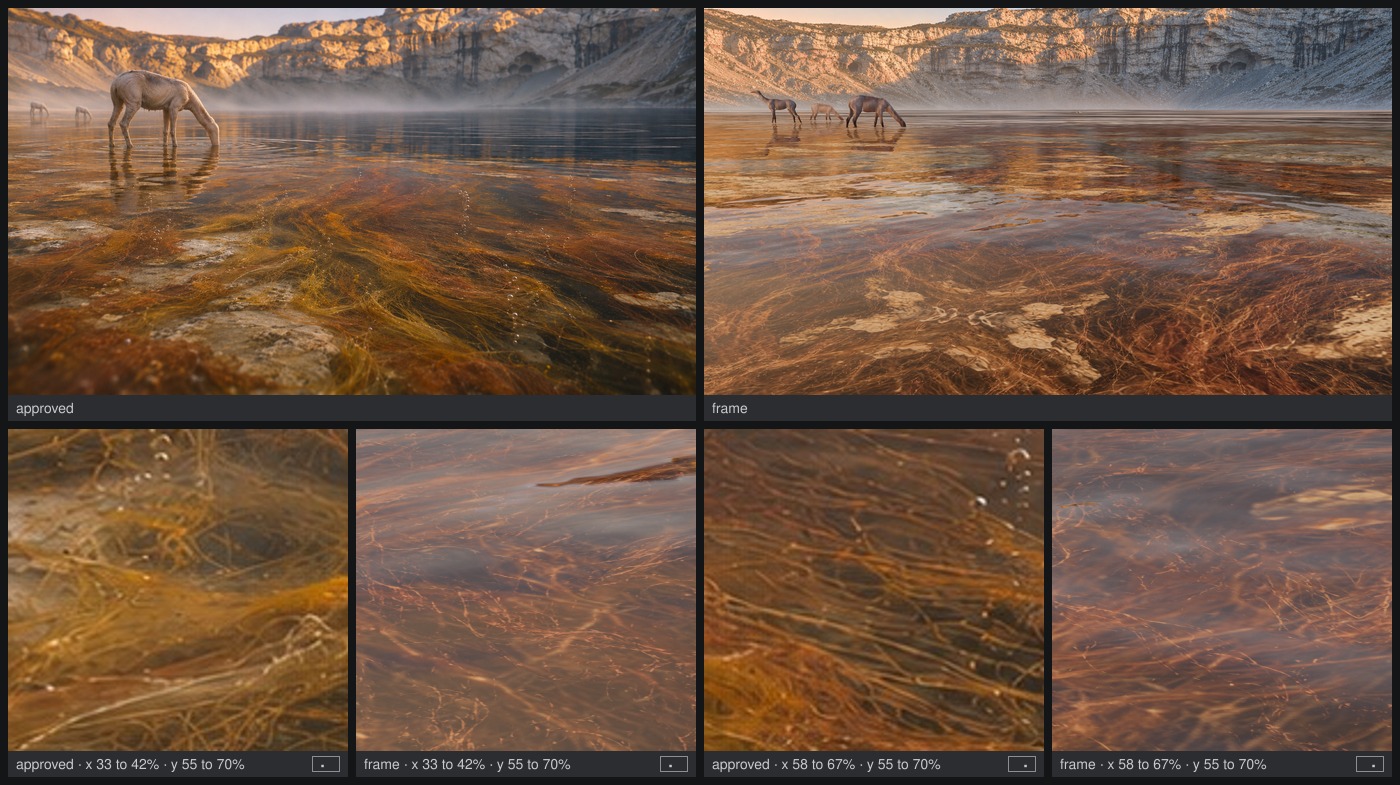 approved
frame
approved · x 33 to 42% · y 55 to 70%
frame · x 33 to 42% · y 55 to 70%
approved · x 58 to 67% · y 55 to 70%
frame · x 58 to 67% · y 55 to 70%